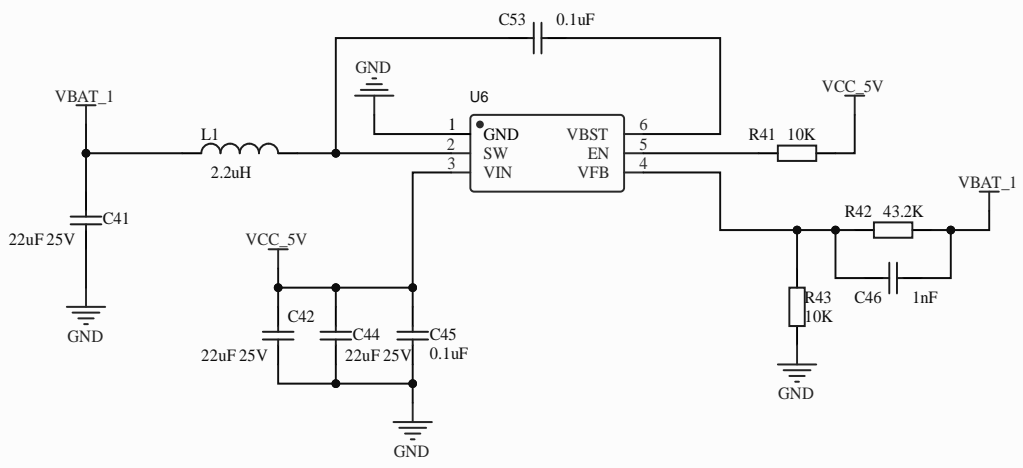 C53 0.1uF
GND
VBAT_1
U6
VCC_5V
1 GND VBST 6
2 SW EN 5
3 VIN VFB 4
L1
2.2uH
R41 10K
C41
22uF 25V
VBAT_1
R42 43.2K
VCC_5V
C46 1nF
R43
10K
C42
22uF 25V
C44
22uF 25V
C45
0.1uF
GND
GND
GND